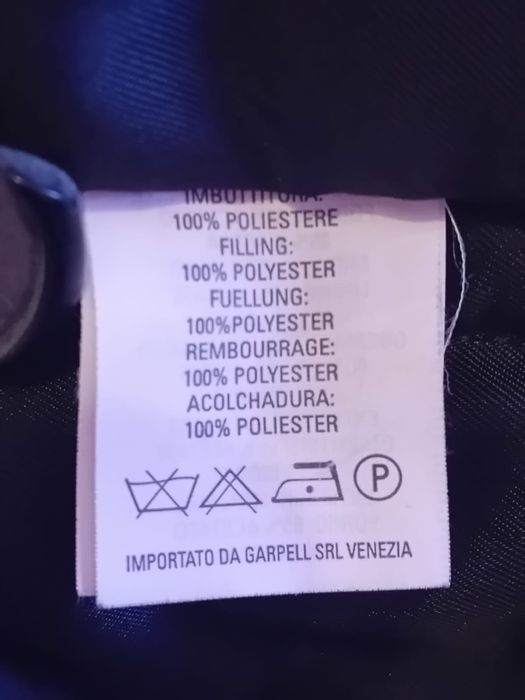 IMBOTTITURA:
100% POLIESTERE
FILLING:
100% POLYESTER
FUELLUNG:
100%POLYESTER
REMBOURRAGE:
100% POLYESTER
ACOLCHADURA:
100% POLIESTER
P
IMPORTATO DA GARPELL SRL VENEZIA